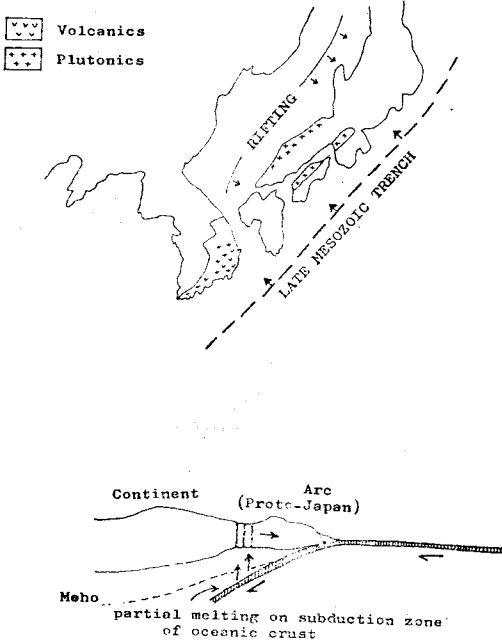 Volcanics
Plutonics
RIFTING
LATE MESOZOIC TRENCH
Continent
Arc
(Proto-Japan)
Moho
partial melting on subduction zone
of oceanic crust